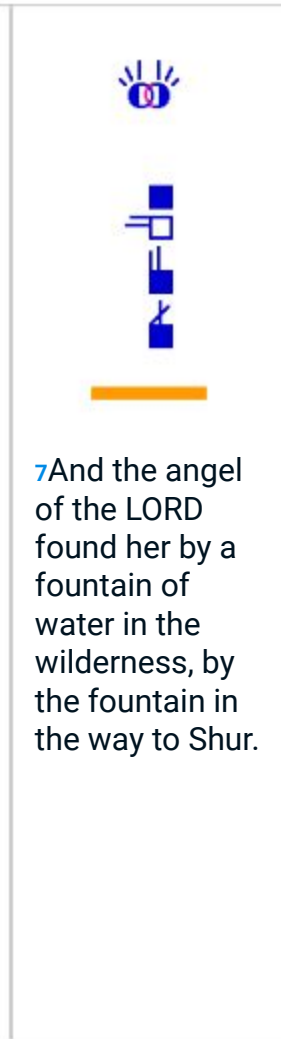 7And the angel
of the LORD
found her by a
fountain of
water in the
wilderness, by
the fountain in
the way to Shur.